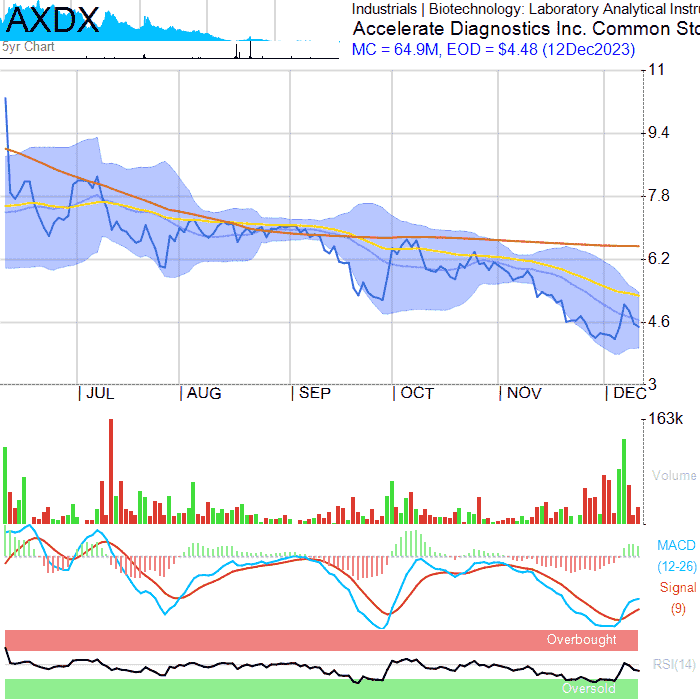 AXDX
5yr Chart
Industrials | Biotechnology: Laboratory Analytical Instru
Accelerate Diagnostics Inc. Common Sto
MC = 64.9M, EOD = $4.48 (12Dec2023)
11
9.4
7.8
6.2
4.6
3
JUL
AUG
SEP
OCT
NOV
DEC
163k
Volume
MACD
(12-26)
Signal
(9)
Overbought
RSI(14)
Oversold